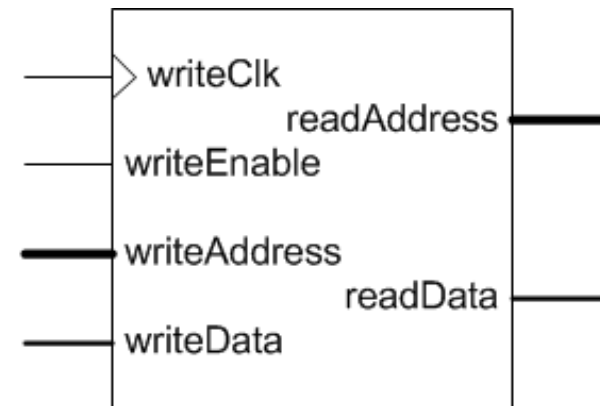 writeClk
readAddress
writeEnable
writeAddress
readData
writeData